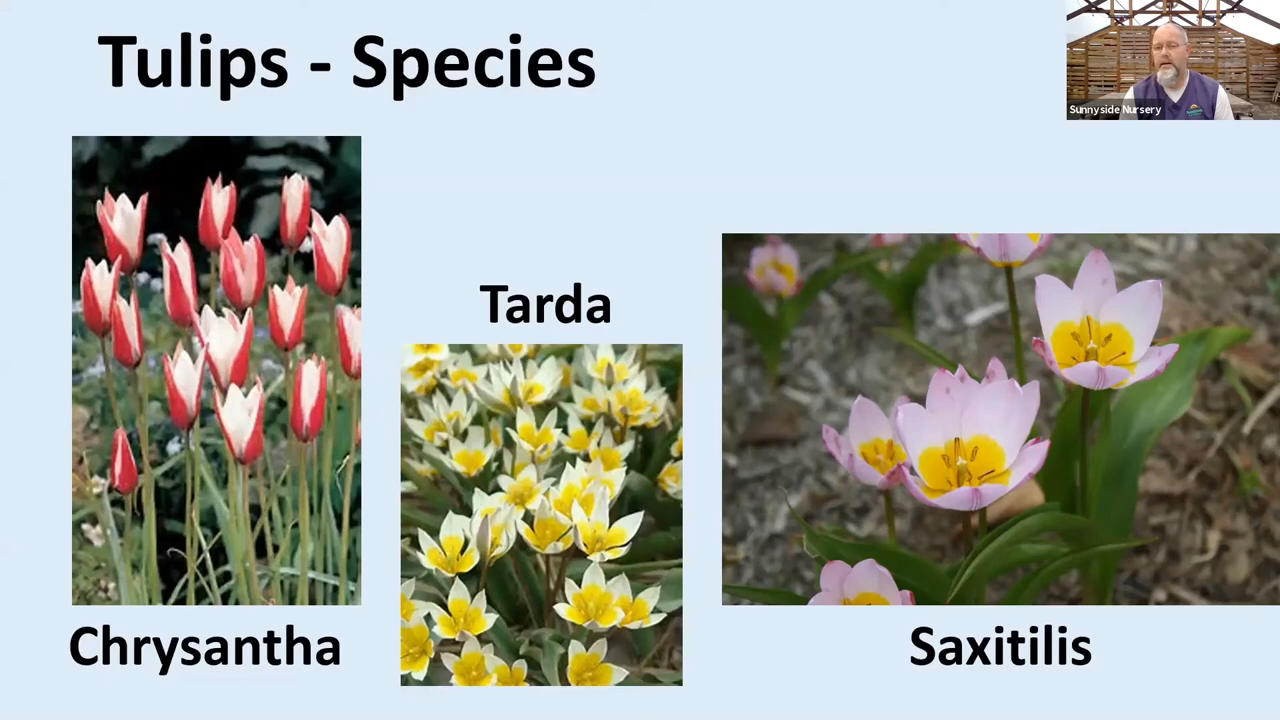 Tulips - Species
Sunnyside Nursery
Tarda
Chrysantha
Saxitilis